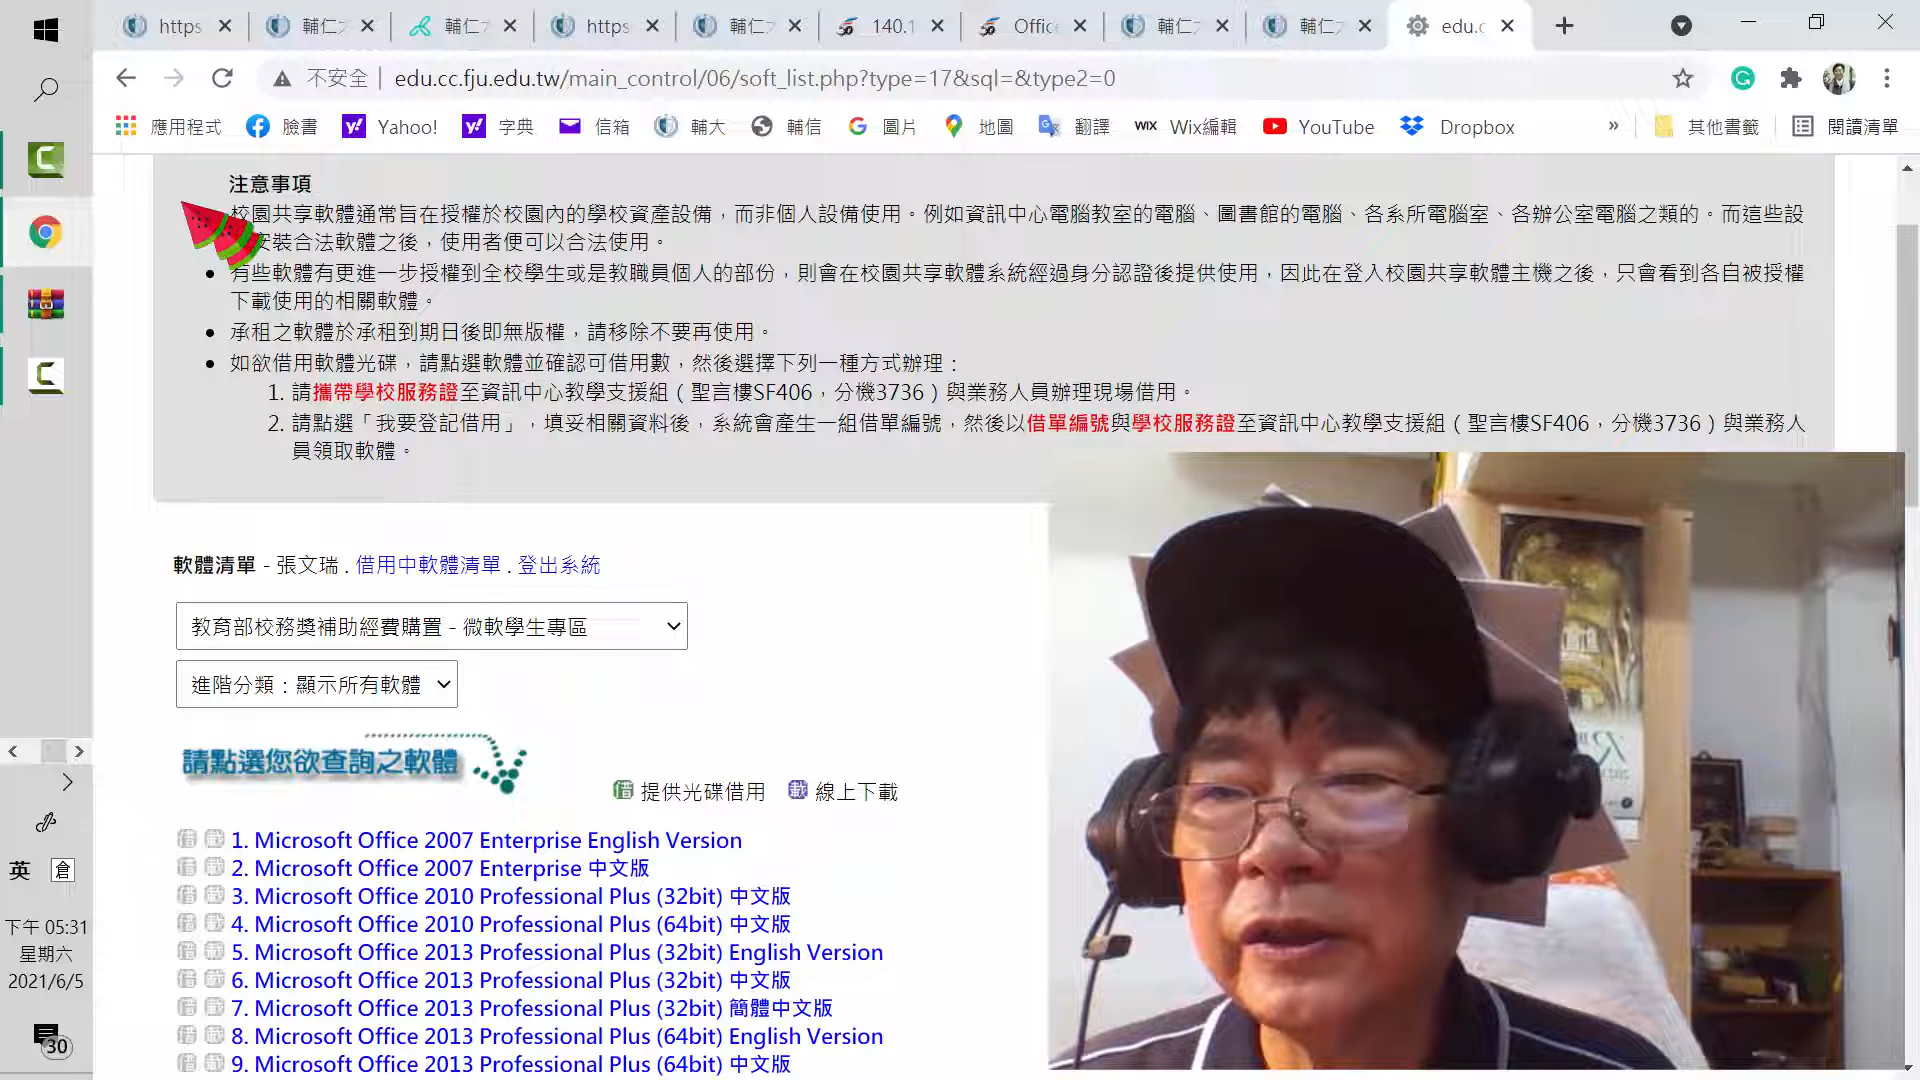 https
輔仁
輔仁
https
輔仁
140.1
Offic
輔仁
輔仁
edu.c
不安全
edu.cc.fju.edu.tw/main_control/06/soft_list.php?type=17&sql=&type2=0
應用程式
臉書
Yahoo!
字典
信箱
輔大
輔信
圖片
地圖
翻譯
WIX Wix編輯
YouTube
Dropbox
»
其他書籤
閱讀清單
注意事項
校園共享軟體通常旨在授權於校園內的學校資產設備，而非個人設備使用。例如資訊中心電腦教室的電腦、圖書館的電腦、各系所電腦室、各辦公室電腦之類的。而這些設
安裝合法軟體之後，使用者便可以合法使用。
有些軟體有更進一步授權到全校學生或是教職員個人的部份，則會在校園共享軟體系統經過身分認證後提供使用，因此在登入校園共享軟體主機之後，只會看到各自被授權
下載使用的相關軟體。
承租之軟體於承租到期日後即無版權，請移除不要再使用。
如欲借用軟體光碟，請點選軟體並確認可借用數，然後選擇下列一種方式辦理：
1. 請攜帶學校服務證至資訊中心教學支援組（聖言樓SF406，分機3736）與業務人員辦理現場借用。
2. 請點選「我要登記借用」，填妥相關資料後，系統會產生一組借單編號，然後以借單編號與學校服務證至資訊中心教學支援組（聖言樓SF406，分機3736）與業務人
員領取軟體。
軟體清單 - 張文瑞 . 借用中軟體清單 . 登出系統
教育部校務獎補助經費購置 - 微軟學生專區
進階分類：顯示所有軟體
請點選您欲查詢之軟體
借 提供光碟借用 載 線上下載
借 載 1. Microsoft Office 2007 Enterprise English Version
借 載 2. Microsoft Office 2007 Enterprise 中文版
借 載 3. Microsoft Office 2010 Professional Plus (32bit) 中文版
借 載 4. Microsoft Office 2010 Professional Plus (64bit) 中文版
借 載 5. Microsoft Office 2013 Professional Plus (32bit) English Version
借 載 6. Microsoft Office 2013 Professional Plus (32bit) 中文版
借 載 7. Microsoft Office 2013 Professional Plus (32bit) 簡體中文版
借 載 8. Microsoft Office 2013 Professional Plus (64bit) English Version
借 載 9. Microsoft Office 2013 Professional Plus (64bit) 中文版
英 倉
下午 05:31
星期六
2021/6/5
30